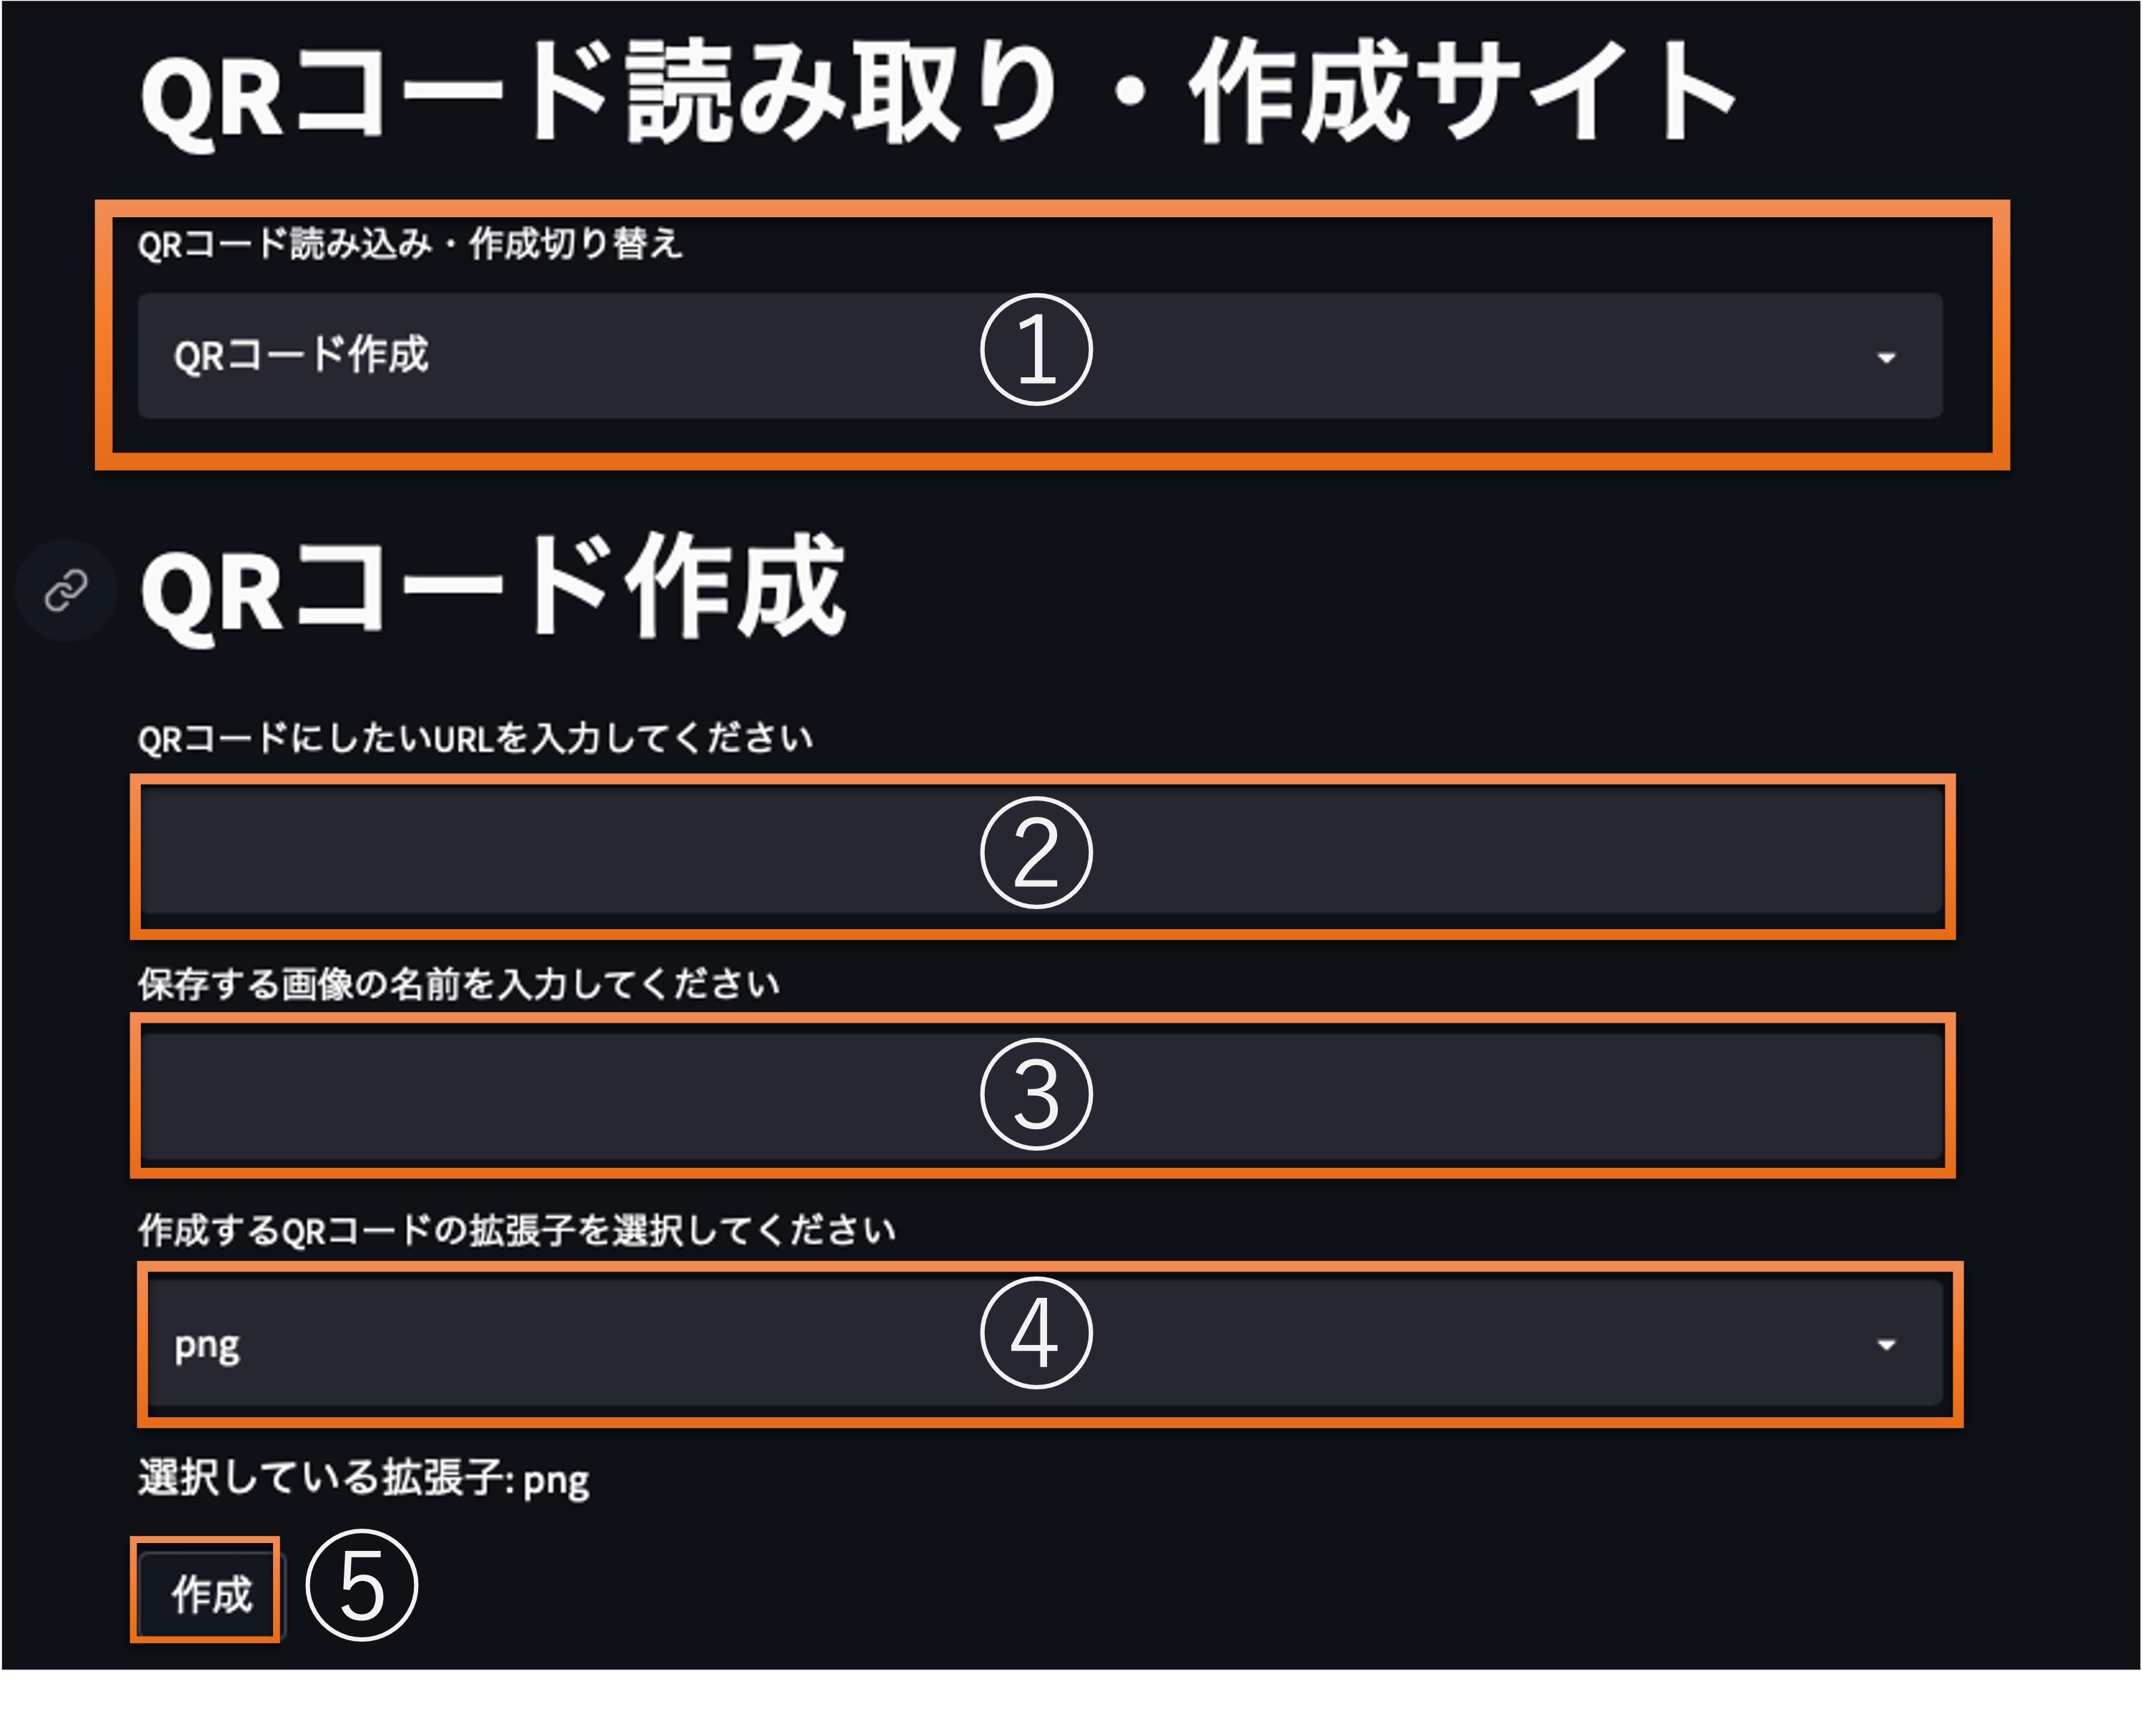 QRコード読み取り・作成サイト
QRコード読み込み・作成切り替え
QRコード作成
①
QRコード作成
QRコードにしたいURLを入力してください
②
保存する画像の名前を入力してください
③
作成するQRコードの拡張子を選択してください
png
④
選択している拡張子: png
作成
⑤